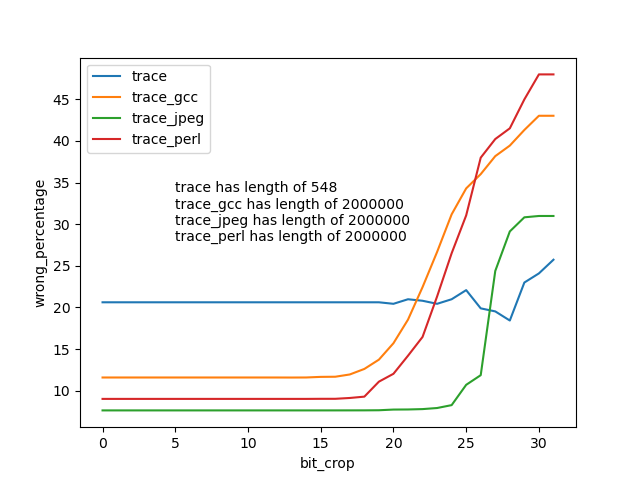 trace
trace_gcc
trace_jpeg
trace_perl
trace has length of 548
trace_gcc has length of 2000000
trace_jpeg has length of 2000000
trace_perl has length of 2000000
wrong_percentage
45
40
35
30
25
20
15
10
0 5 10 15 20 25 30
bit_crop